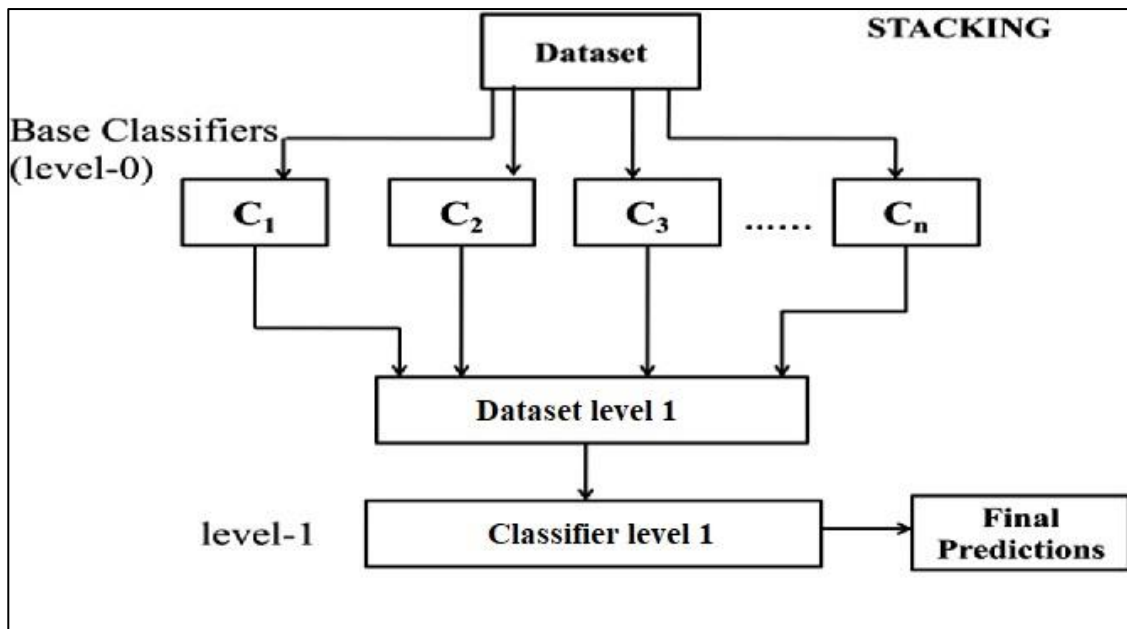 STACKING
Dataset
Base Classifiers
(level-0)
C₁
C₂
C₃
......
Cₙ
Dataset level 1
level-1
Classifier level 1
Final
Predictions